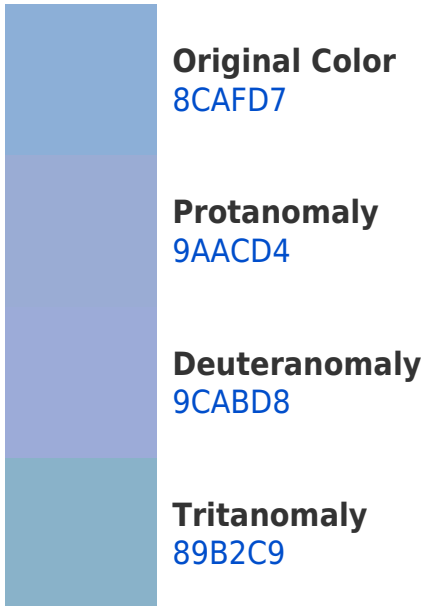 Original Color
8CAFD7
Protanomaly
9AACD4
Deuteranomaly
9CABD8
Tritanomaly
89B2C9